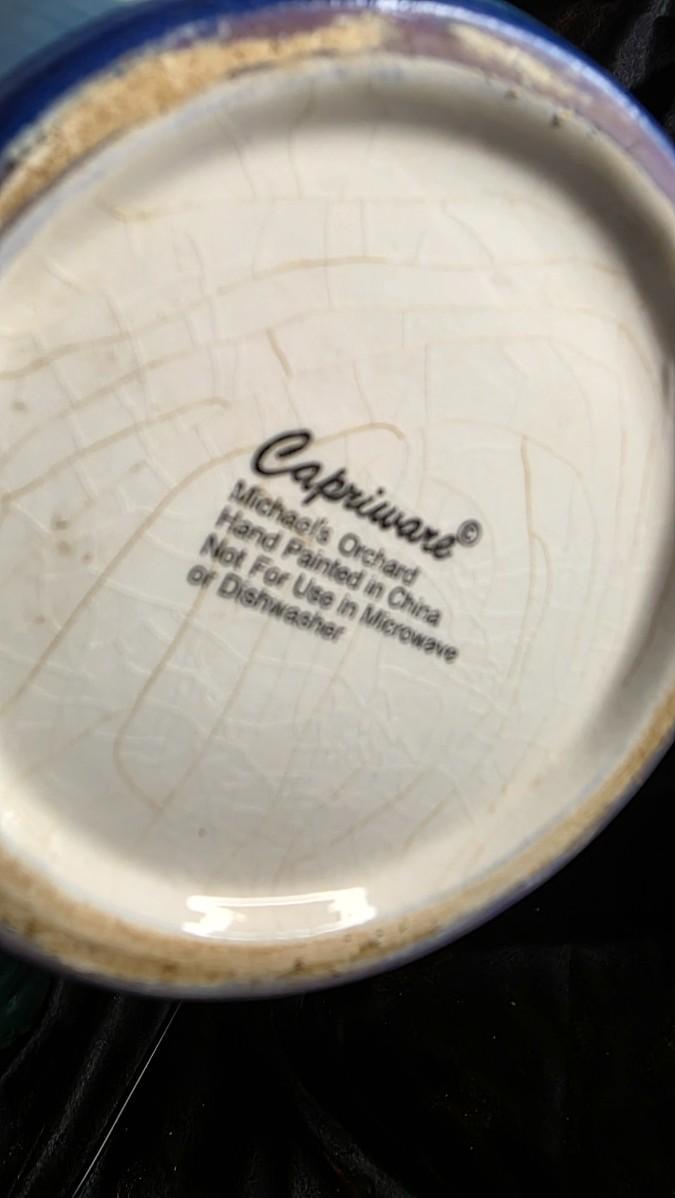 Capriware©
Michael's Orchard
Hand Painted in China
Not For Use in Microwave
or Dishwasher